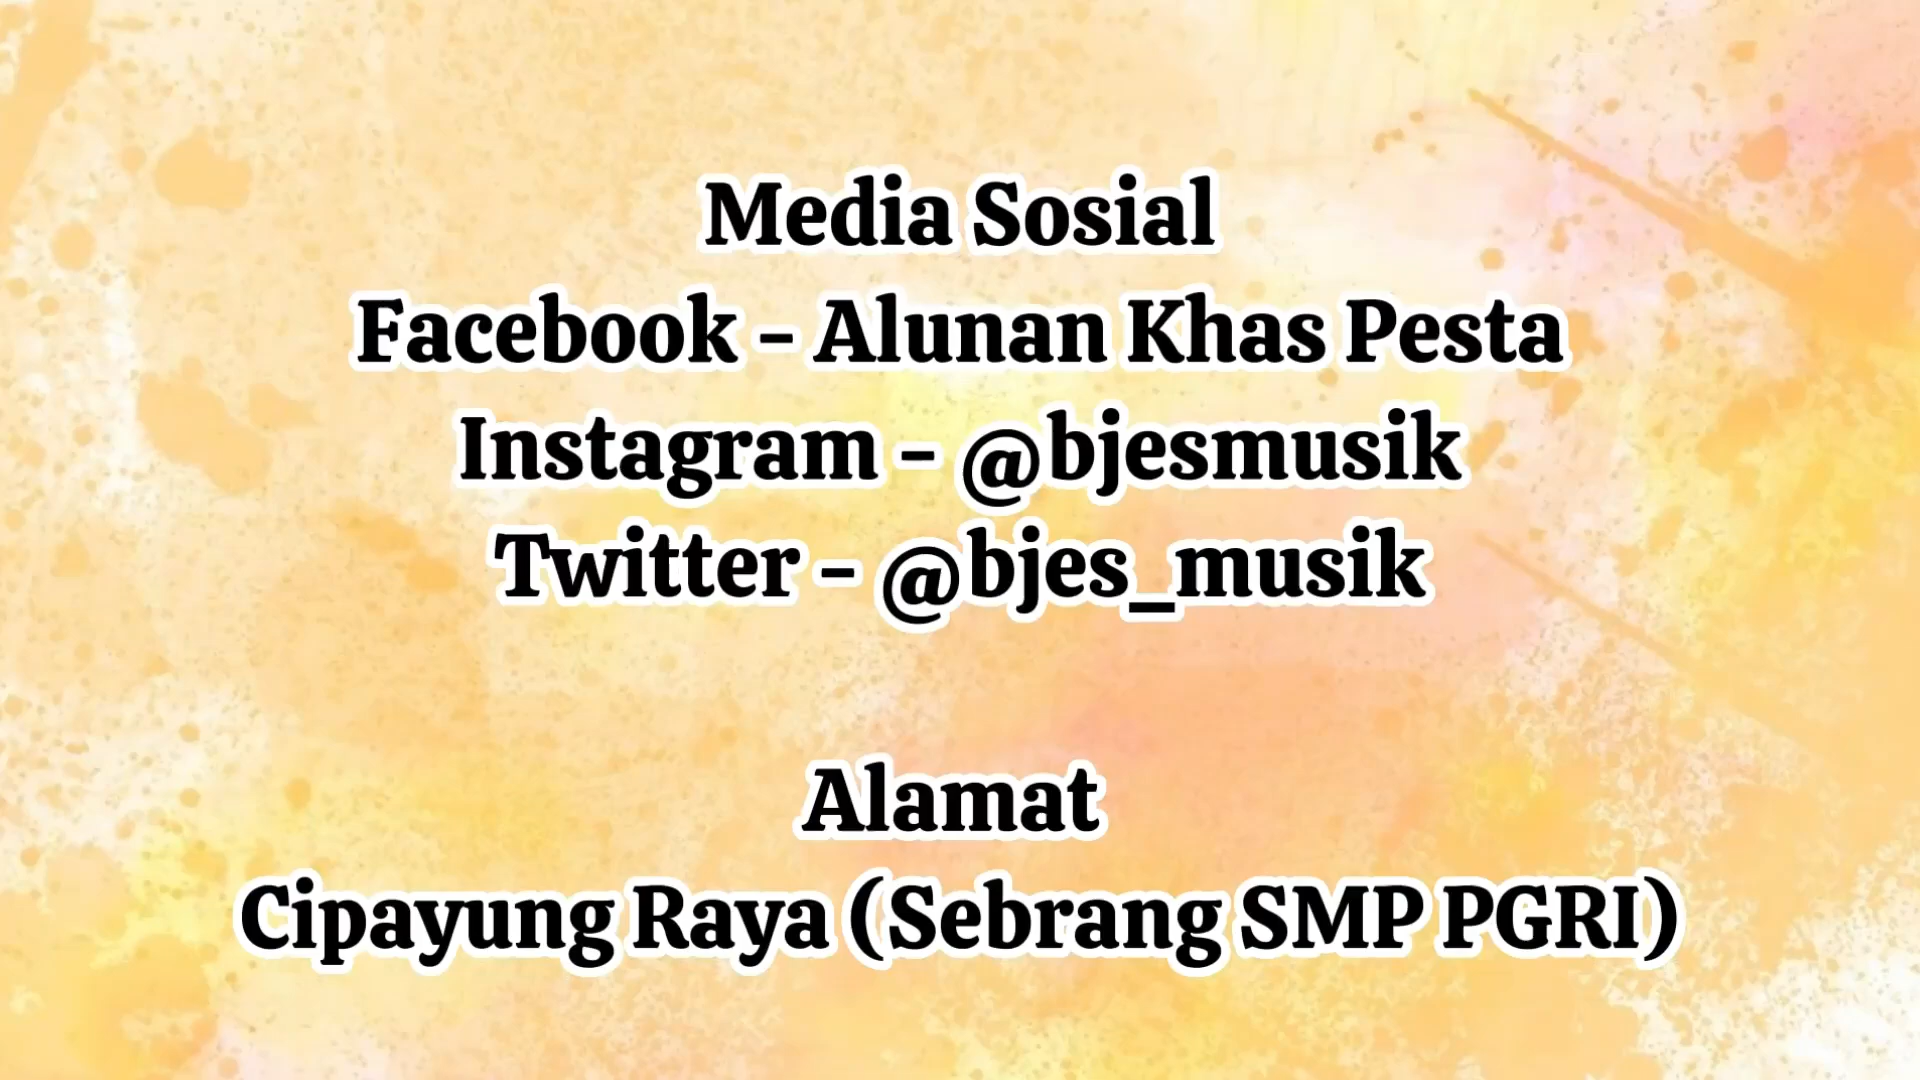 Media Sosial
Facebook - Alunan Khas Pesta
Instagram - @bjesmusik
Twitter - @bjes_musik
Alamat
Cipayung Raya (Sebrang SMP PGRI)